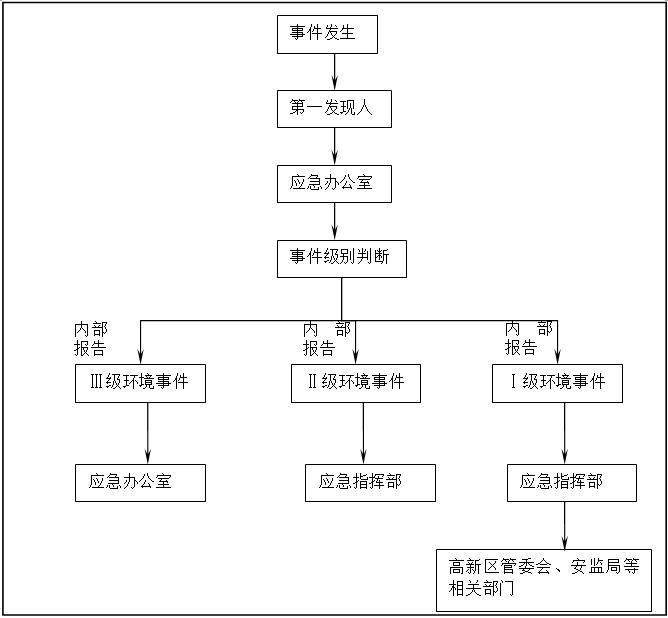 事件发生
第一发现人
应急办公室
事件级别判断
内部
报告
内 部
报告
内 部
报告
Ⅲ级环境事件
Ⅱ级环境事件
Ⅰ级环境事件
应急办公室
应急指挥部
应急指挥部
高新区管委会、安监局等
相关部门